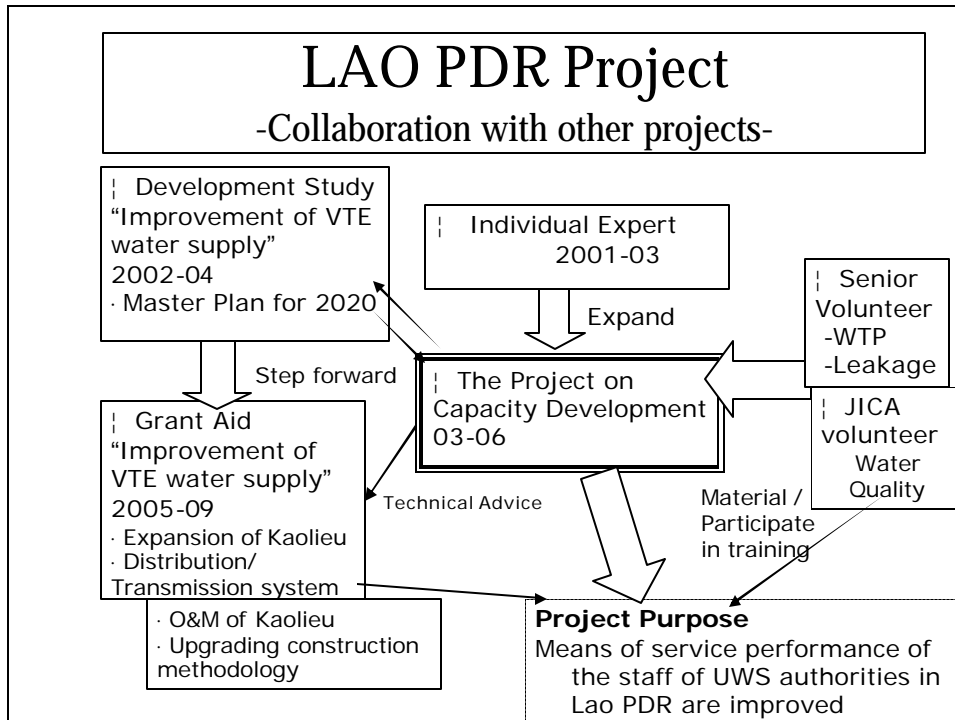 LAO PDR Project
-Collaboration with other projects-
¦ Development Study
“Improvement of VTE
water supply”
2002-04
· Master Plan for 2020
¦ Individual Expert
2001-03
Expand
¦ Senior
Volunteer
-WTP
-Leakage
¦ JICA
volunteer
Water
Quality
Step forward
¦ The Project on
Capacity Development
03-06
¦ Grant Aid
“Improvement of
VTE water supply”
2005-09
· Expansion of Kaolieu
· Distribution/
Transmission system
· O&M of Kaolieu
· Upgrading construction
methodology
Technical Advice
Material /
Participate
in training
Project Purpose
Means of service performance of
the staff of UWS authorities in
Lao PDR are improved